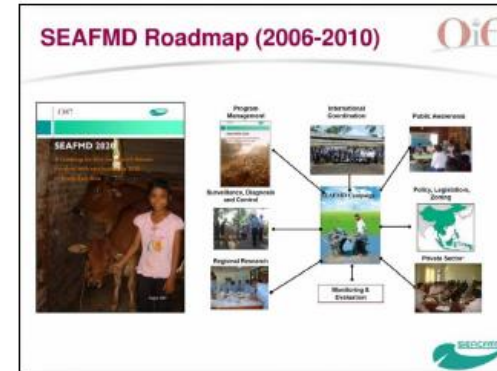 SEAFMD Roadmap (2006-2010)
Oie
Oie
SEAFMD 2020
Program
Management
International
Coordination
Public Awareness
SEAFMD Campaign
Surveillance, Diagnosis
and Control
Policy, Legislation,
Zoning
Regional Research
Private Sector
Monitoring &
Evaluation